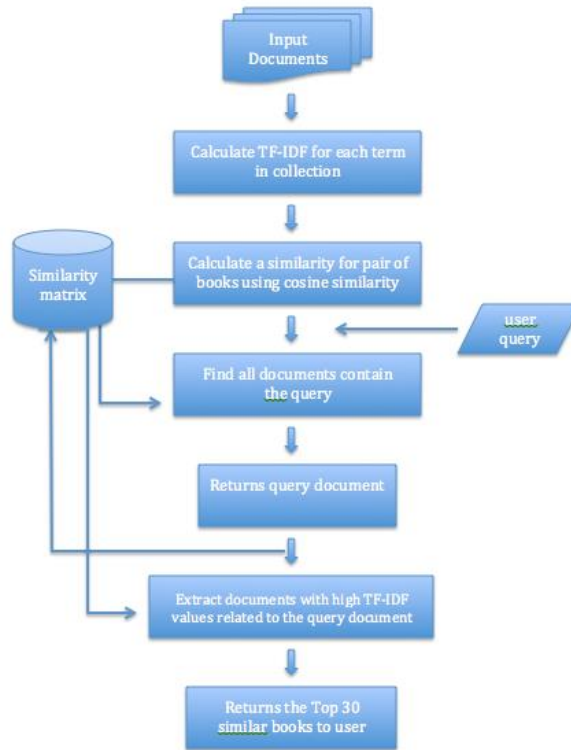 Input
Documents
Calculate TF-IDF for each term
in collection
Similarity
matrix
Calculate a similarity for pair of
books using cosine similarity
user
query
Find all documents contain
the query
Returns query document
Extract documents with high TF-IDF
values related to the query document
Returns the Top 30
similar books to user